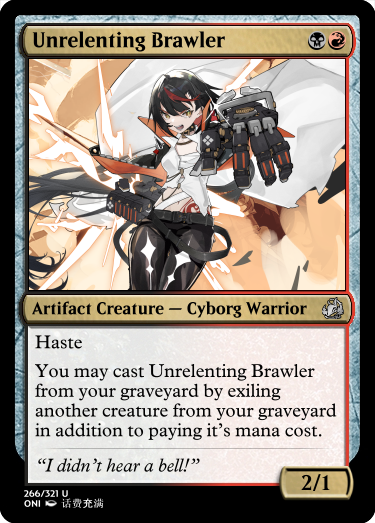 Unrelenting Brawler
Artifact Creature — Cyborg Warrior
Haste
You may cast Unrelenting Brawler
from your graveyard by exiling
another creature from your graveyard
in addition to paying it's mana cost.
“I didn't hear a bell!”
2/1
266/321 U
ONI 话费充满